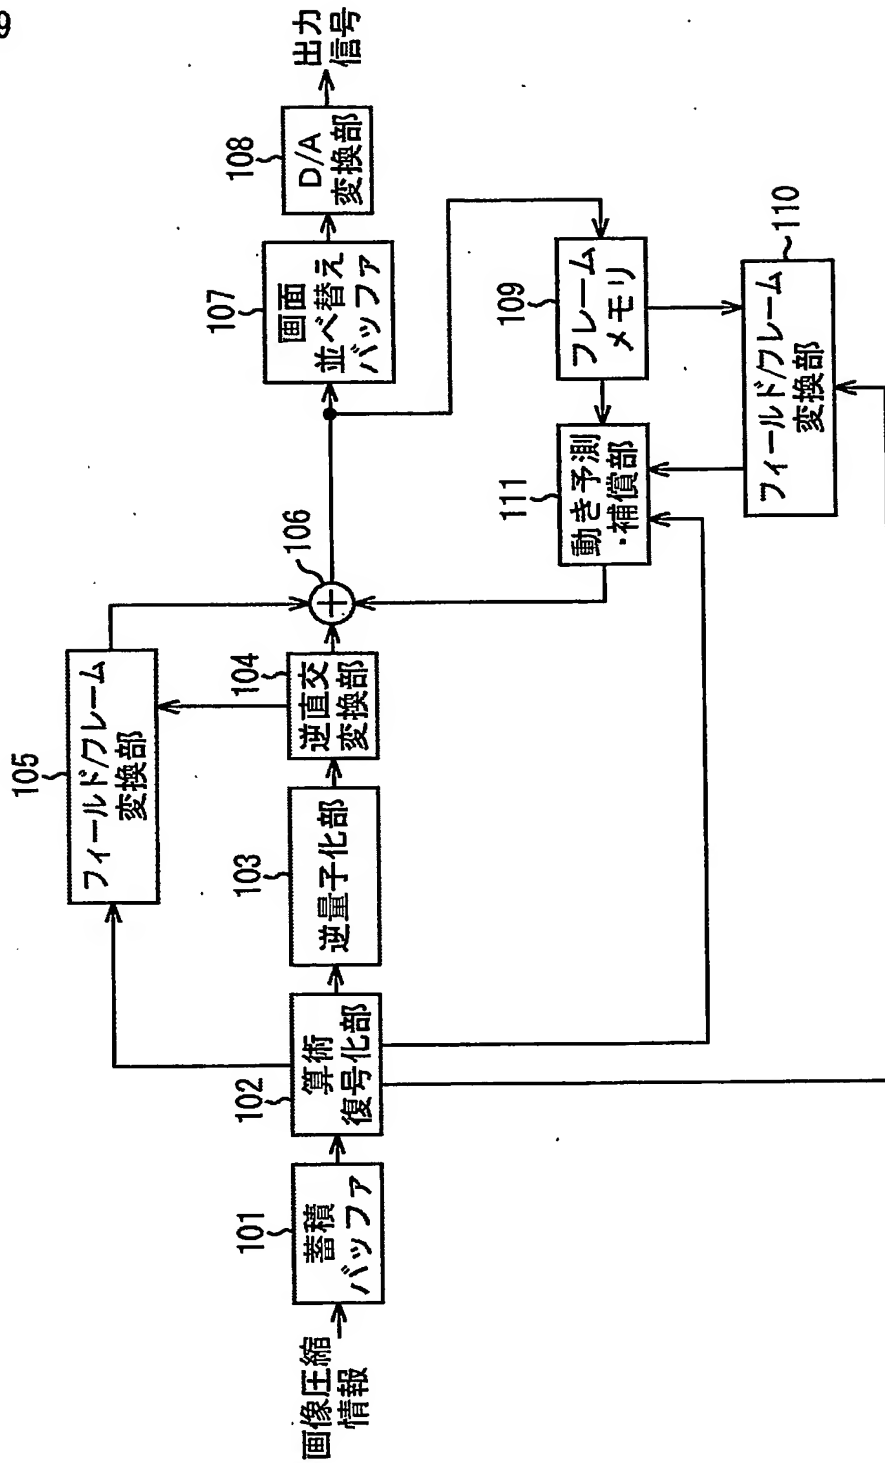 9
画像圧縮
情報
101
蓄積
バッファ
102
算術
復号化部
103
逆量子化部
104
逆直交
変換部
105
フィールド/フレーム
変換部
106
107
画面
並べ替え
バッファ
108
D/A
変換部
出力
信号
109
フレーム
メモリ
110
フィールド/フレーム
変換部
111
動き予測
・補償部